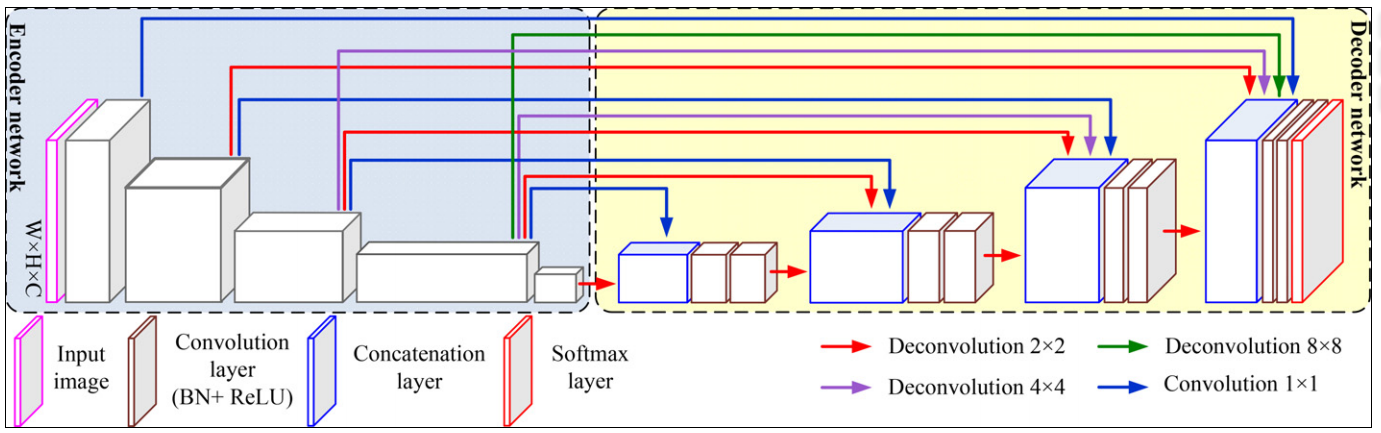 Encoder network
Decoder network
W×H×C
Input
image
Convolution
layer
(BN+ ReLU)
Concatenation
layer
Softmax
layer
Deconvolution 2×2
Deconvolution 4×4
Deconvolution 8×8
Convolution 1×1